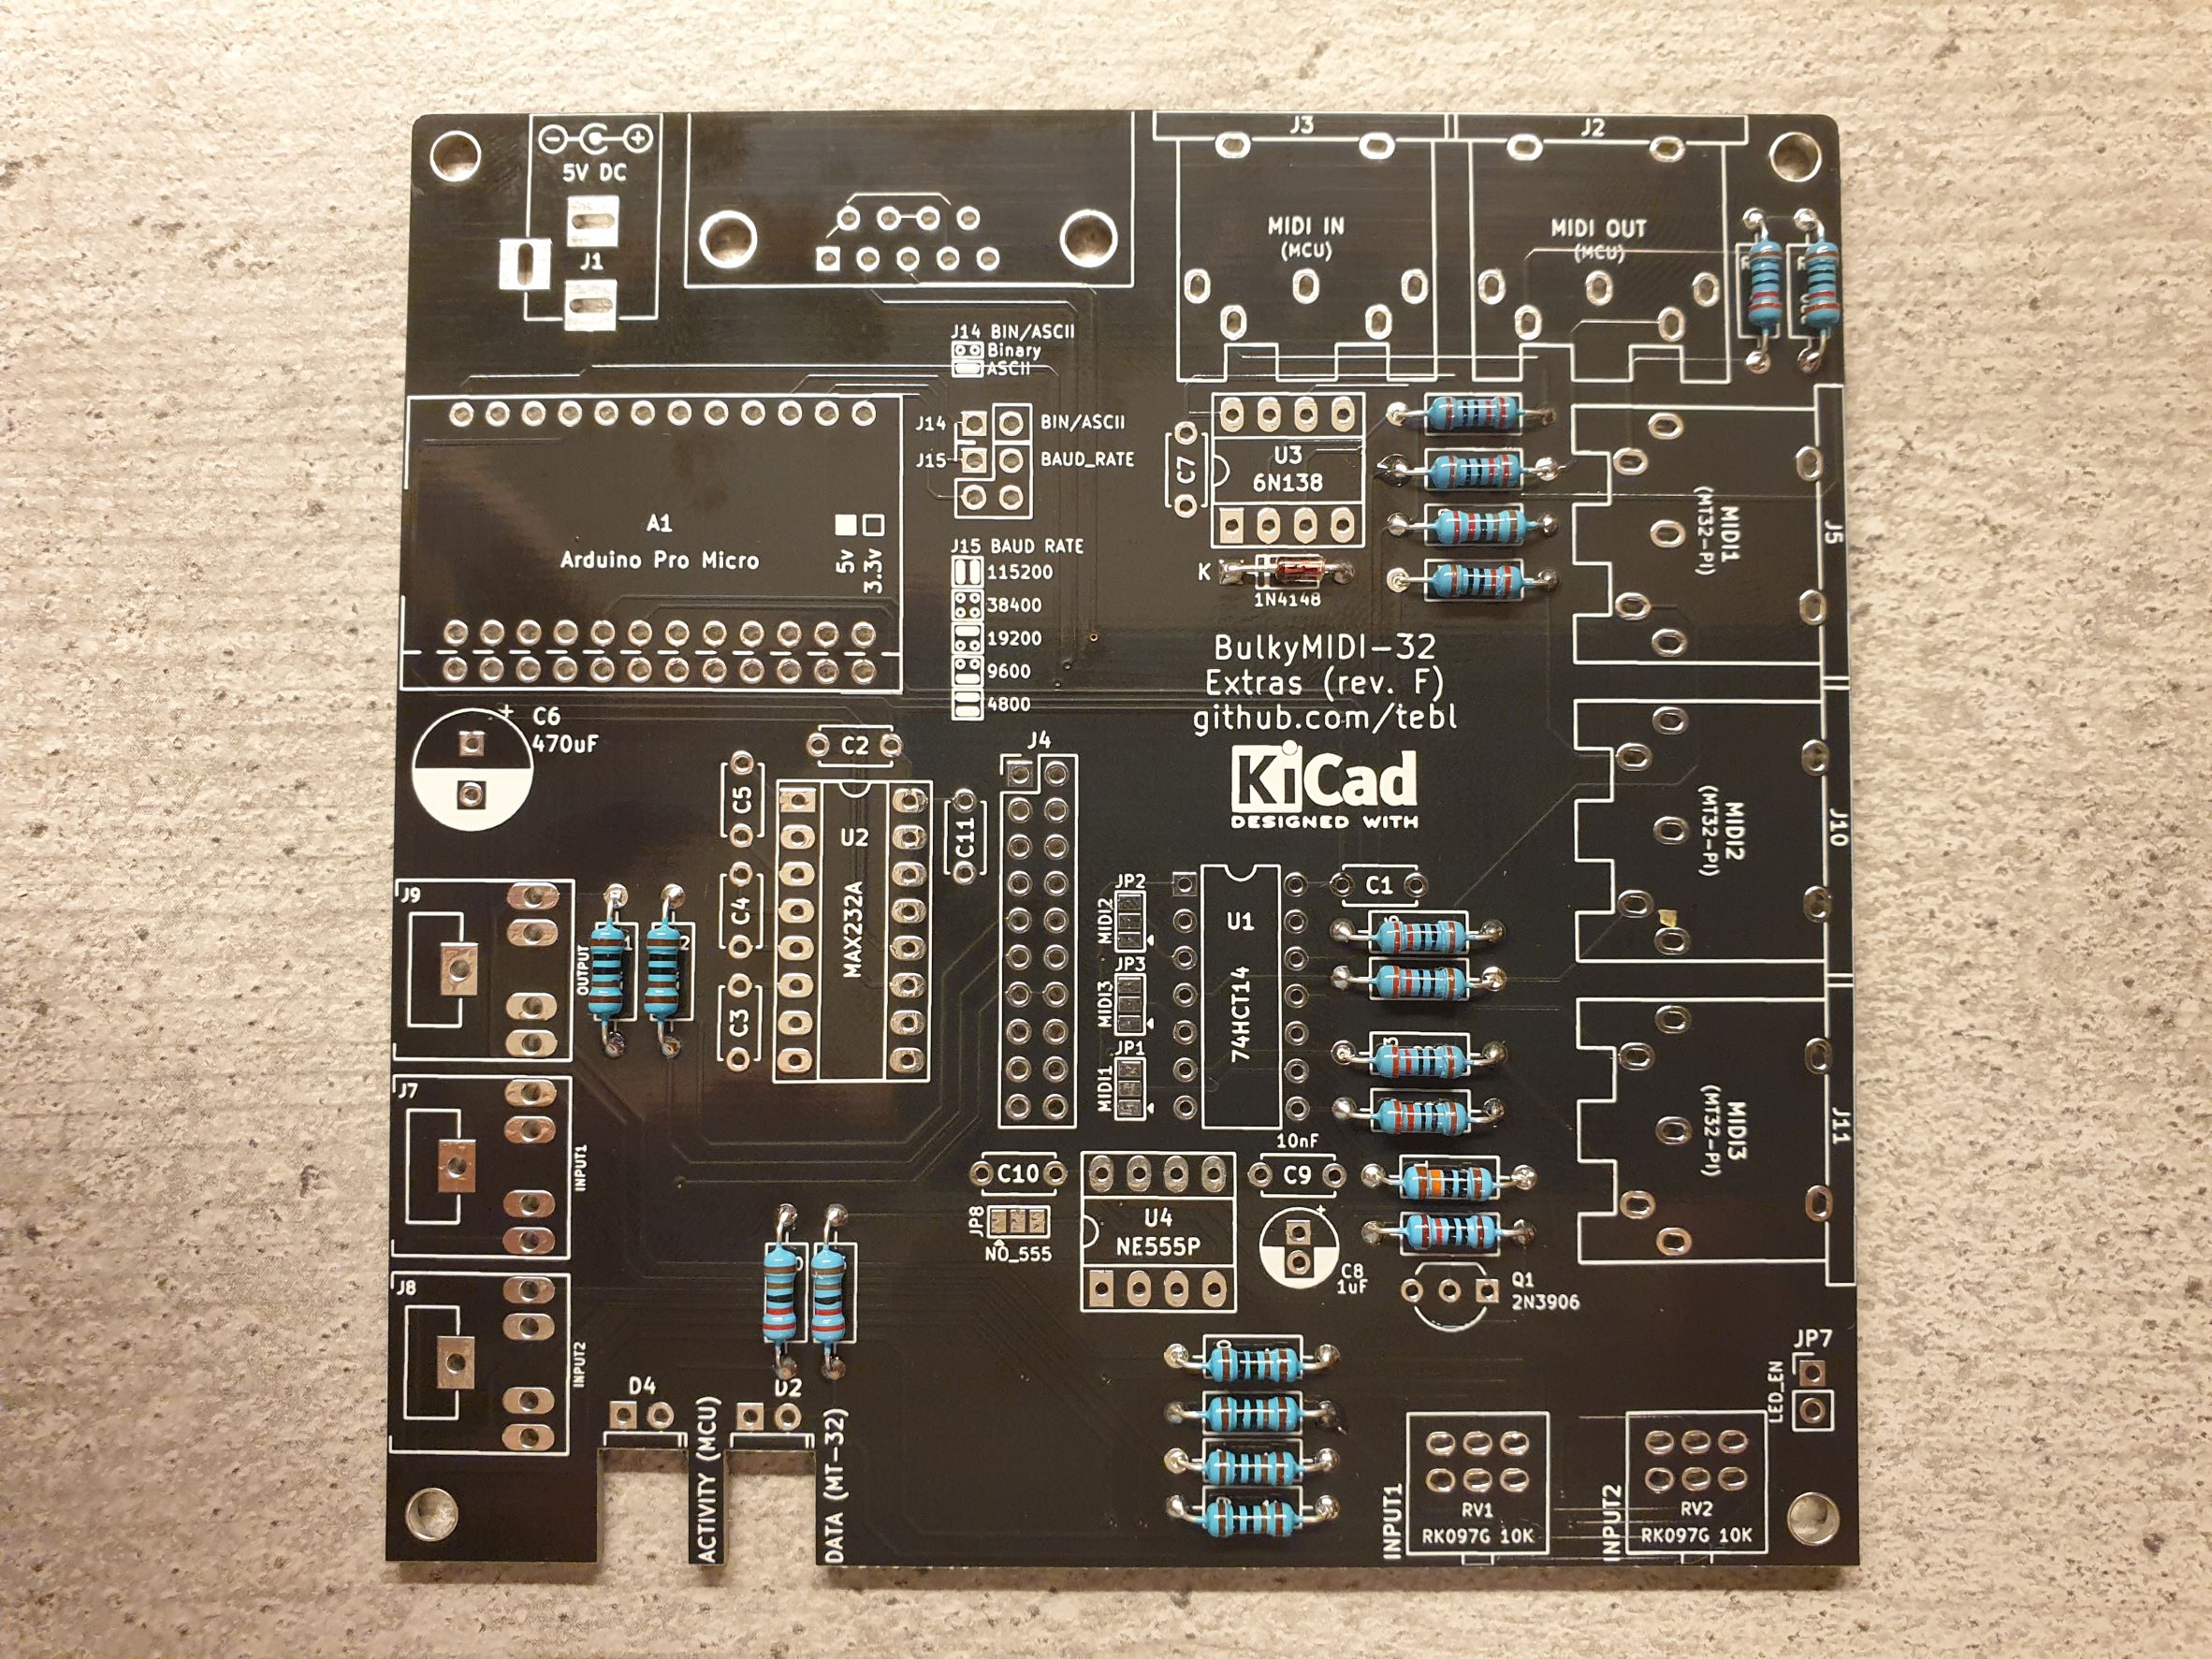 J3
J2
5V DC
J1
MIDI IN
(MCU)
MIDI OUT
(MCU)
J14 BIN/ASCII
Binary
ASCII
J14
BIN/ASCII
J15
BAUD_RATE
C7
U3
6N138
A1
Arduino Pro Micro
5v
3.3v
J15 BAUD RATE
115200
38400
19200
9600
4800
K
1N4148
MIDI1
(MT32-PI)
J5
BulkyMIDI-32
Extras (rev. F)
github.com/tebl
KiCad
DESIGNED WITH
C6
+
470uF
C2
C5
U2
MAX232A
C11
J4
C4
C3
MIDI2
(MT32-PI)
J10
JP2
MIDI2
JP3
MIDI3
JP1
MIDI1
U1
74HCT14
C1
J9
OUTPUT
J7
INPUT1
J8
INPUT2
MIDI3
(MT32-PI)
J11
10nF
C10
C9
JP8
NO_555
U4
NE555P
+
C8
1uF
Q1
2N3906
D4
D2
ACTIVITY (MCU)
DATA (MT-32)
JP7
LED_EN
INPUT1
RV1
RK097G 10K
INPUT2
RV2
RK097G 10K